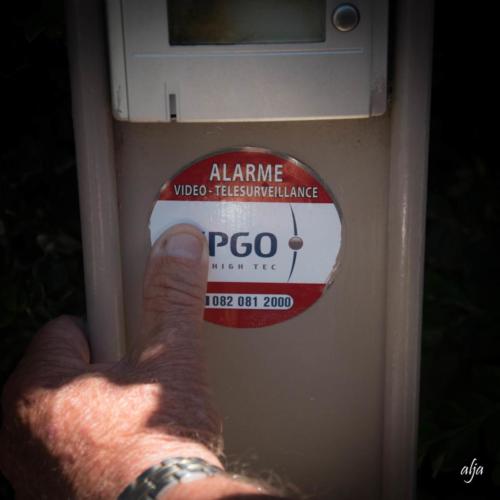 ALARME
VIDEO - TELESURVEILLANCE
PGO
HIGH TEC
082 081 2000
alja